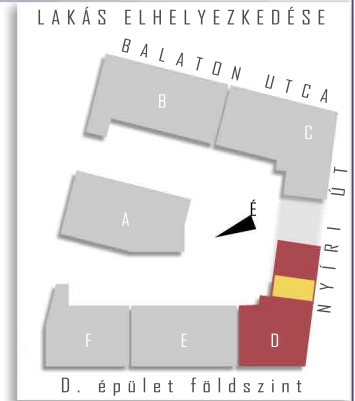 LAKÁS ELHELYEZKEDÉSE
BALATON UTCA
B
C
NYÍRI ÚT
A
É
F
E
D
D. épület földszint